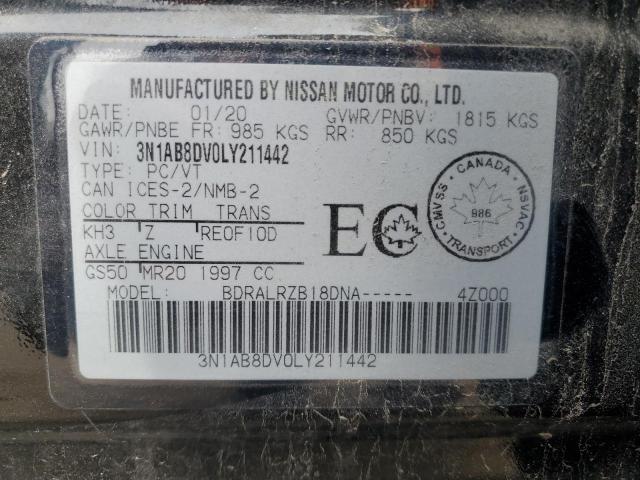 MANUFACTURED BY NISSAN MOTOR CO., LTD.
DATE: 01/20 GVWR/PNBV: 1815 KGS
GAWR/PNBE FR: 985 KGS RR: 850 KGS
VIN: 3N1AB8DV0LY211442
TYPE: PC/VT
CAN ICES-2/NMB-2
COLOR TRIM TRANS
KH3 Z RE0F10D
AXLE ENGINE
GS50 MR20 1997 CC
EC
CANADA
CMVSS NSVAC
986
TRANSPORT
MODEL: BDRALRZB18DNA----- 4Z000
3N1AB8DV0LY211442